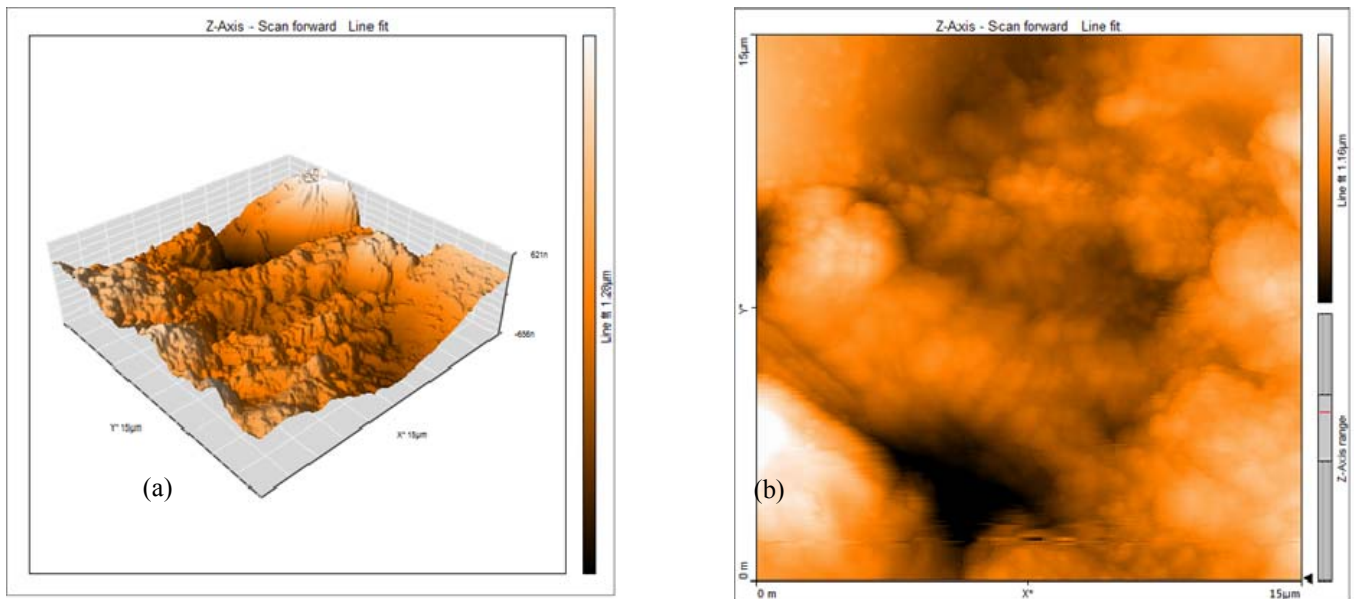 Z-Axis - Scan forward Line fit
621n
-656n
Line fit 1.28µm
Y* 15µm
X* 15µm
(a)
Z-Axis - Scan forward Line fit
15µm
Y*
0 m
0 m
X*
15µm
Line fit 1.16µm
Z-Axis range
(b)